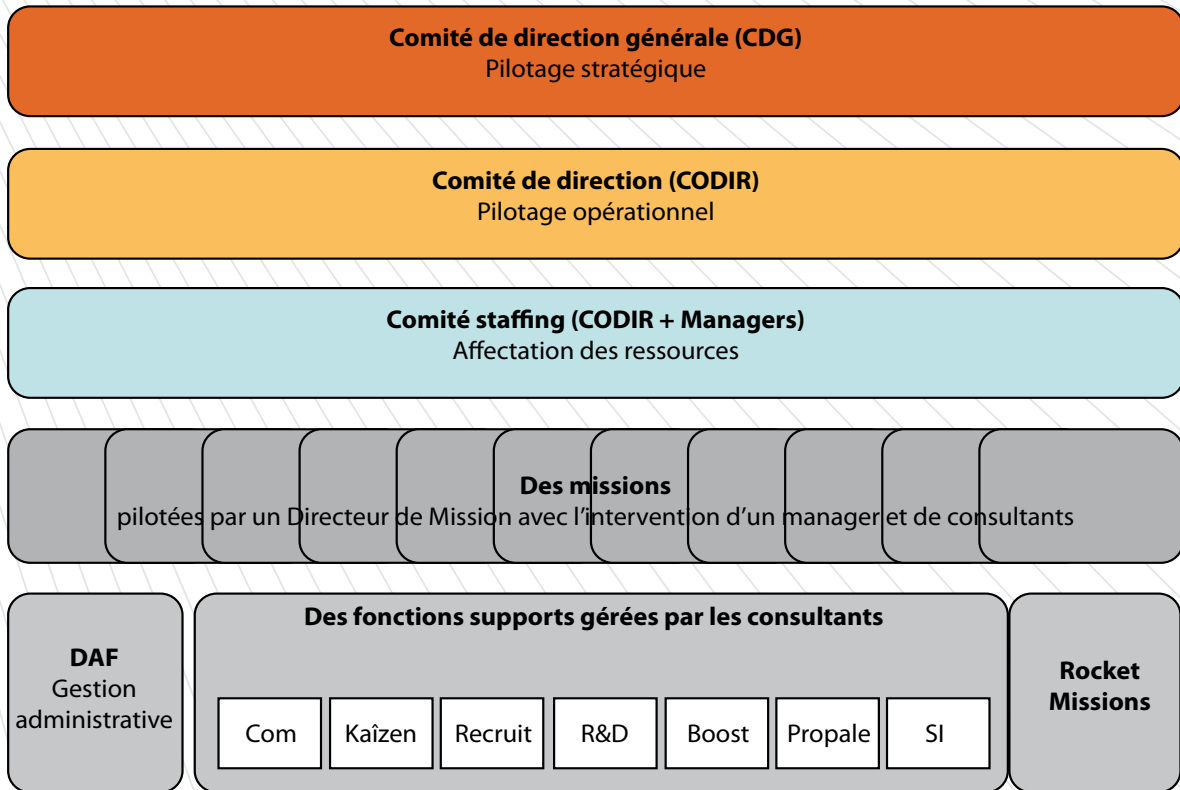 Comité de direction générale (CDG)
Pilotage stratégique
Comité de direction (CODIR)
Pilotage opérationnel
Comité staffing (CODIR + Managers)
Affectation des ressources
Des missions
pilotées par un Directeur de Mission avec l’intervention d’un manager et de consultants
DAF
Gestion
administrative
Des fonctions supports gérées par les consultants
Com
Kaîzen
Recruit
R&D
Boost
Propale
SI
Rocket
Missions